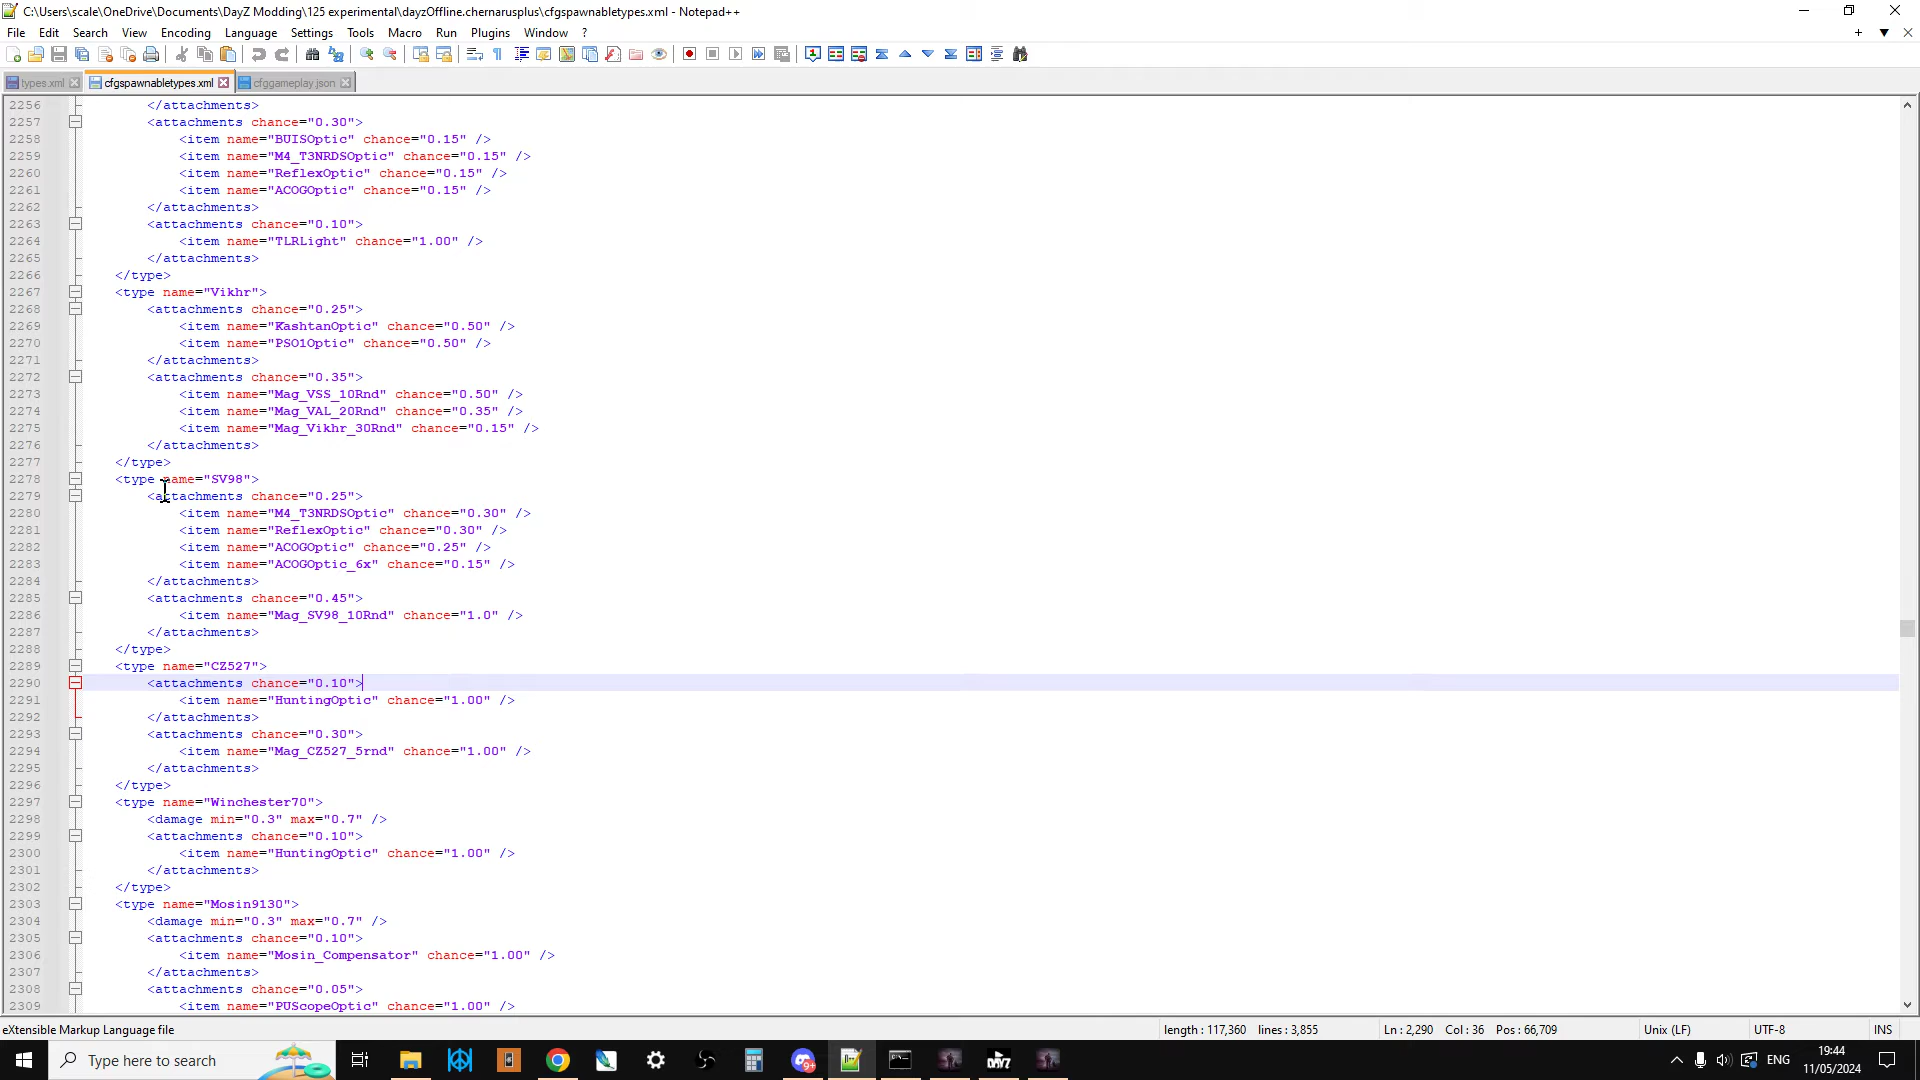 C:\Users\scale\OneDrive\Documents\DayZ Modding\125 experimental\dayzOffline.chernarusplus\cfgspawnabletypes.xml - Notepad++
File Edit Search View Encoding Language Settings Tools Macro Run Plugins Window ?
types.xml cfgspawnabletypes.xml cfggameplay.json
2256 </attachments>
2257 <attachments chance="0.30">
2258 <item name="BUISOptic" chance="0.15" />
2259 <item name="M4_T3NRDSOptic" chance="0.15" />
2260 <item name="ReflexOptic" chance="0.15" />
2261 <item name="ACOGOptic" chance="0.15" />
2262 </attachments>
2263 <attachments chance="0.10">
2264 <item name="TLRLight" chance="1.00" />
2265 </attachments>
2266 </type>
2267 <type name="Vikhr">
2268 <attachments chance="0.25">
2269 <item name="KashtanOptic" chance="0.50" />
2270 <item name="PSO1Optic" chance="0.50" />
2271 </attachments>
2272 <attachments chance="0.35">
2273 <item name="Mag_VSS_10Rnd" chance="0.50" />
2274 <item name="Mag_VAL_20Rnd" chance="0.35" />
2275 <item name="Mag_Vikhr_30Rnd" chance="0.15" />
2276 </attachments>
2277 </type>
2278 <type name="SV98">
2279 <attachments chance="0.25">
2280 <item name="M4_T3NRDSOptic" chance="0.30" />
2281 <item name="ReflexOptic" chance="0.30" />
2282 <item name="ACOGOptic" chance="0.25" />
2283 <item name="ACOGOptic_6x" chance="0.15" />
2284 </attachments>
2285 <attachments chance="0.45">
2286 <item name="Mag_SV98_10Rnd" chance="1.0" />
2287 </attachments>
2288 </type>
2289 <type name="CZ527">
2290 <attachments chance="0.10">
2291 <item name="HuntingOptic" chance="1.00" />
2292 </attachments>
2293 <attachments chance="0.30">
2294 <item name="Mag_CZ527_5rnd" chance="1.00" />
2295 </attachments>
2296 </type>
2297 <type name="Winchester70">
2298 <damage min="0.3" max="0.7" />
2299 <attachments chance="0.10">
2300 <item name="HuntingOptic" chance="1.00" />
2301 </attachments>
2302 </type>
2303 <type name="Mosin9130">
2304 <damage min="0.3" max="0.7" />
2305 <attachments chance="0.10">
2306 <item name="Mosin_Compensator" chance="1.00" />
2307 </attachments>
2308 <attachments chance="0.05">
2309 <item name="PUScopeOptic" chance="1.00" />
eXtensible Markup Language file length : 117,360 lines : 3,855 Ln : 2,290 Col : 36 Pos : 66,709 Unix (LF) UTF-8 INS
Type here to search 9+ DAYZ ENG 19:44
11/05/2024